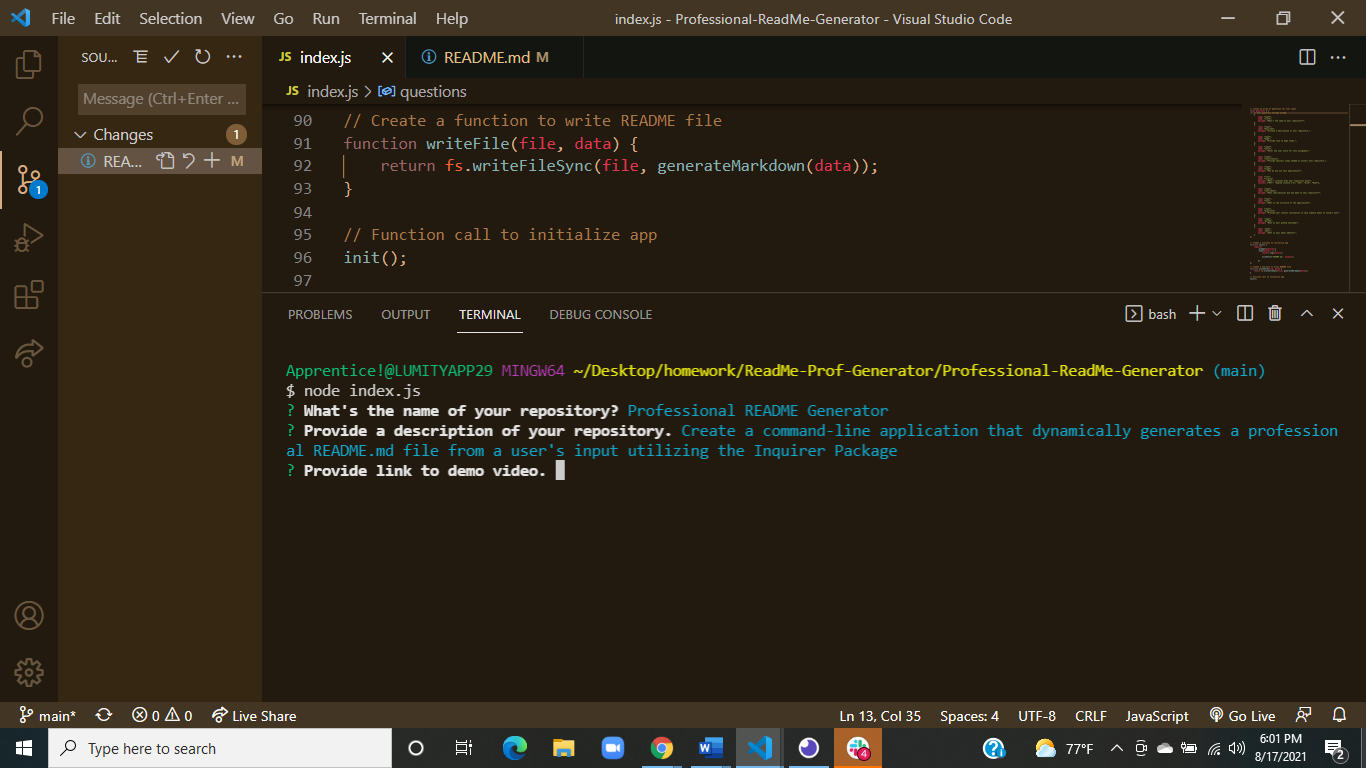 File Edit Selection View Go Run Terminal Help index.js - Professional-ReadMe-Generator - Visual Studio Code
SOU...
JS index.js README.md M
Message (Ctrl+Enter ...
JS index.js > questions
Changes 1
REA... M
1
90 // Create a function to write README file
91 function writeFile(file, data) {
92 return fs.writeFileSync(file, generateMarkdown(data));
93 }
94
95 // Function call to initialize app
96 init();
97
PROBLEMS OUTPUT TERMINAL DEBUG CONSOLE bash
Apprentice!@LUMITYAPP29 MINGW64 ~/Desktop/homework/ReadMe-Prof-Generator/Professional-ReadMe-Generator (main)
$ node index.js
? What's the name of your repository? Professional README Generator
? Provide a description of your repository. Create a command-line application that dynamically generates a profession
al README.md file from a user's input utilizing the Inquirer Package
? Provide link to demo video.
main* 0 0 Live Share Ln 13, Col 35 Spaces: 4 UTF-8 CRLF JavaScript Go Live
Type here to search 77°F 6:01 PM
8/17/2021
4
2